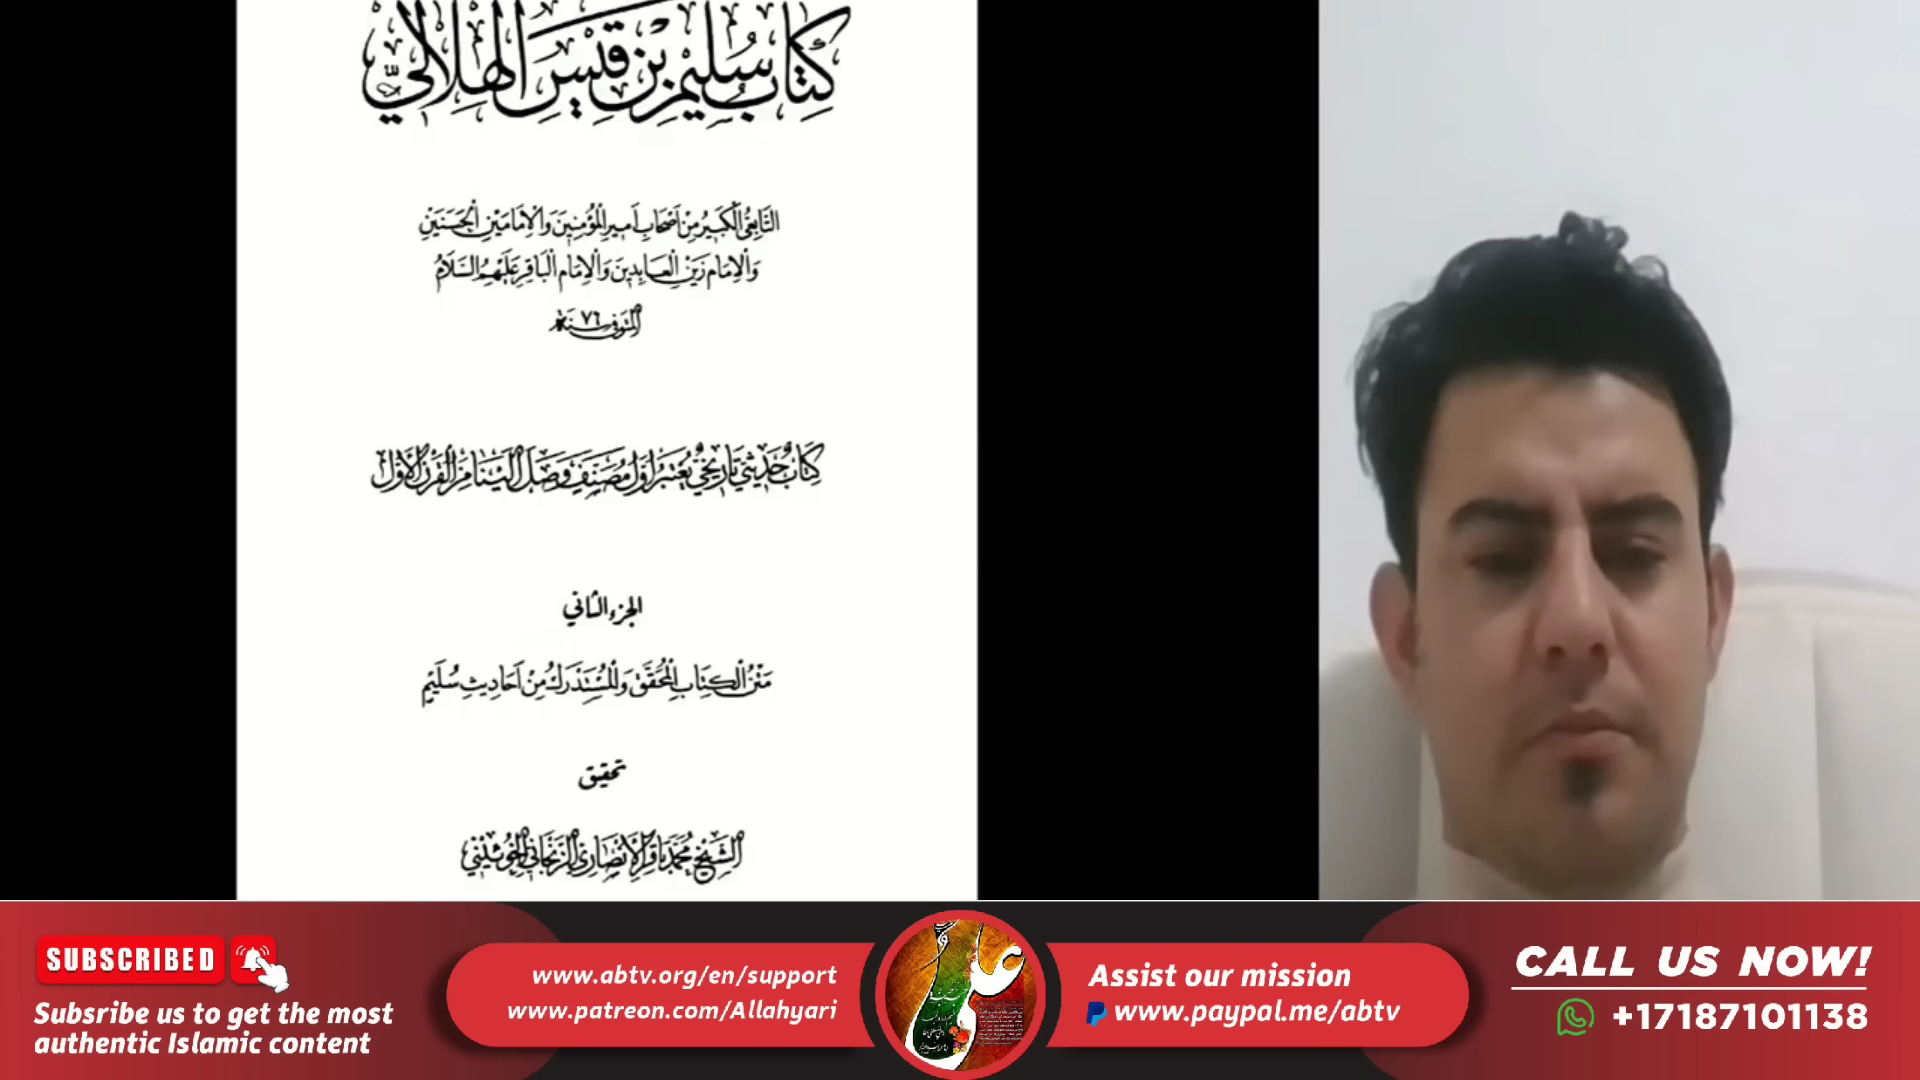 كتاب سليم بن قيس الهلالي
التابعي الكبير من أصحاب أمير المؤمنين والإمامين الحسنين
والإمام زين العابدين والإمام الباقر عليهم السلام
المتوفى سنة ٧٦
كتاب حديثي تاريخي يعتبر أول مصنف وصل إلينا من القرن الأول
الجزء الثاني
متن الكتاب المحقق والمستدرك من أحاديث سليم
تحقيق
الشيخ محمد باقر الأنصاري الزنجاني الخوئيني
SUBSCRIBED
Subsribe us to get the most
authentic Islamic content
www.abtv.org/en/support
www.patreon.com/Allahyari
علي
Assist our mission
www.paypal.me/abtv
CALL US NOW!
+17187101138